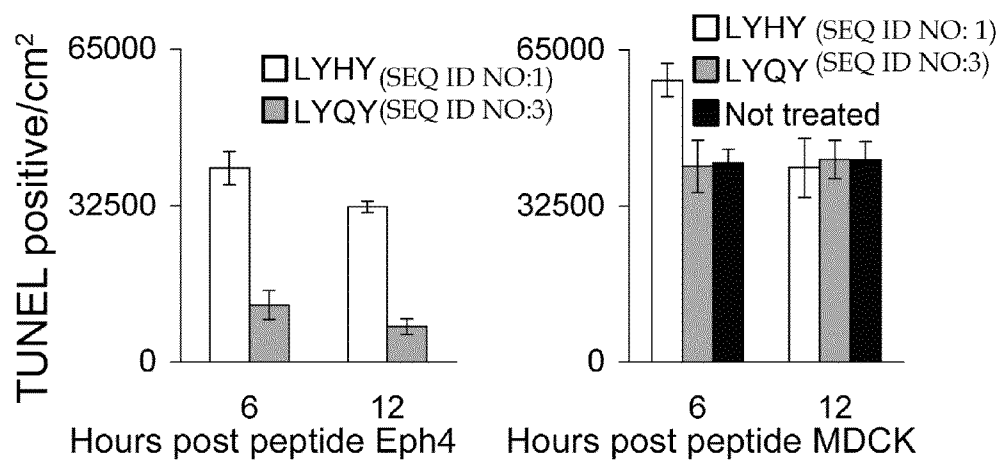 TUNEL positive/cm²
65000
32500
0
LYHY (SEQ ID NO:1)
LYQY (SEQ ID NO:3)
6 12
Hours post peptide Eph4
65000
32500
0
LYHY (SEQ ID NO: 1)
LYQY (SEQ ID NO:3)
Not treated
6 12
Hours post peptide MDCK